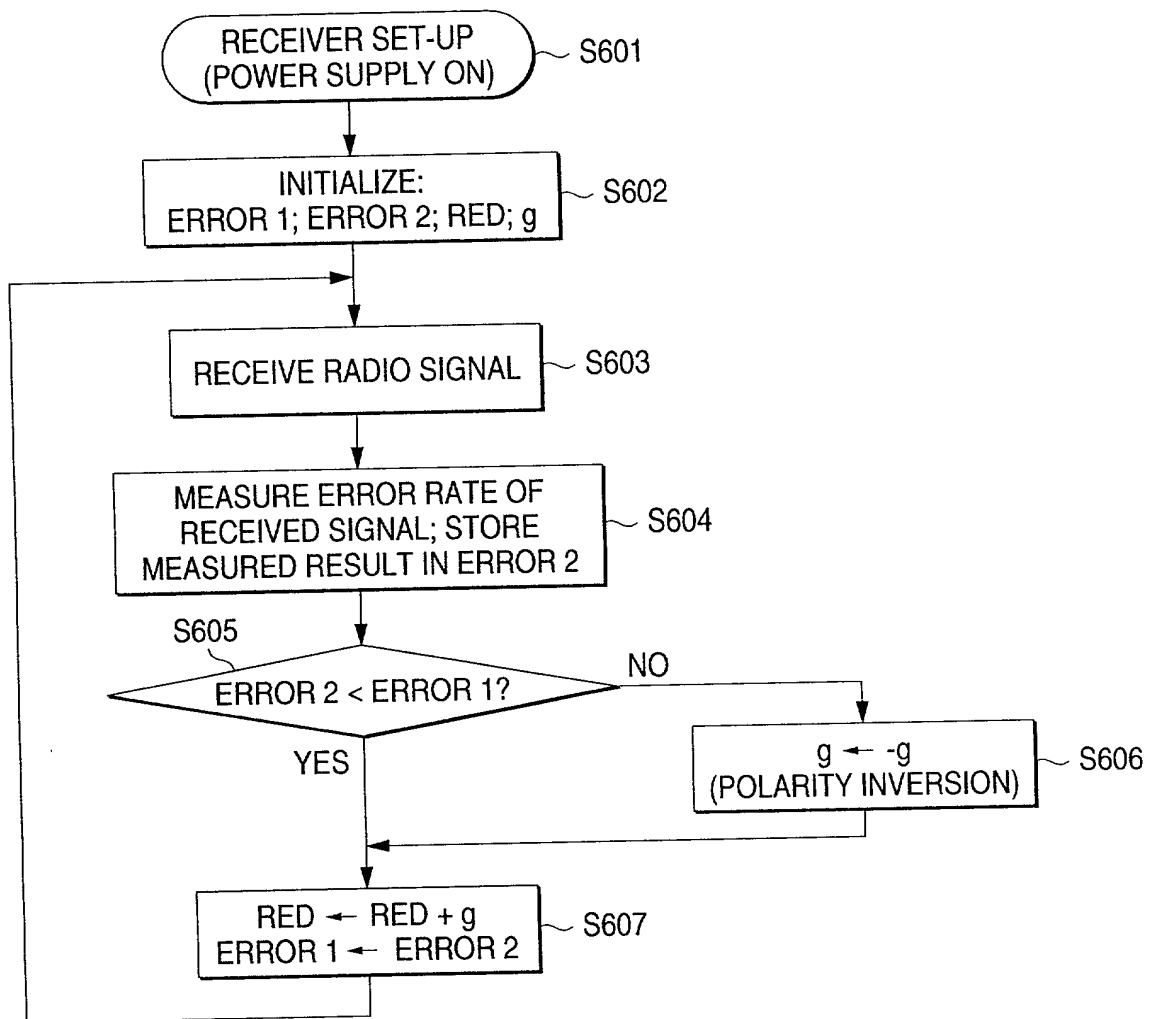 RECEIVER SET-UP
(POWER SUPPLY ON)
S601
INITIALIZE:
ERROR 1; ERROR 2; RED; g
S602
RECEIVE RADIO SIGNAL
S603
MEASURE ERROR RATE OF
RECEIVED SIGNAL; STORE
MEASURED RESULT IN ERROR 2
S604
S605
ERROR 2 < ERROR 1?
NO
YES
g ← -g
(POLARITY INVERSION)
S606
RED ← RED + g
ERROR 1 ← ERROR 2
S607